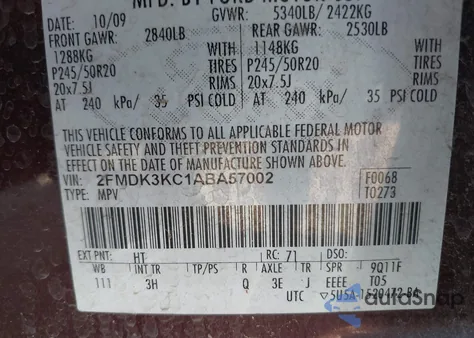 MFD. BY FORD MOTOR CO.
DATE: 10/09 GVWR: 5340LB/ 2422KG
FRONT GAWR: 2840LB REAR GAWR: 2530LB
1288KG 1148KG
P245/50R20 TIRES P245/50R20 TIRES
20x7.5J RIMS 20x7.5J RIMS
AT 240 kPa/ 35 PSI COLD AT 240 kPa/ 35 PSI COLD
THIS VEHICLE CONFORMS TO ALL APPLICABLE FEDERAL MOTOR
VEHICLE SAFETY AND THEFT PREVENTION STANDARDS IN
EFFECT ON THE DATE OF MANUFACTURE SHOWN ABOVE.
VIN: 2FMDK3KC1ABA57002 F0068
TYPE: MPV T0273
EXT PNT: HT RC: 71 DSO:
WB INT TR TP/PS R AXLE TR SPR 9Q11F
111 3H Q 3E J EEEE T05
UTC ▽5U5A-1520472-BA
autoSnap